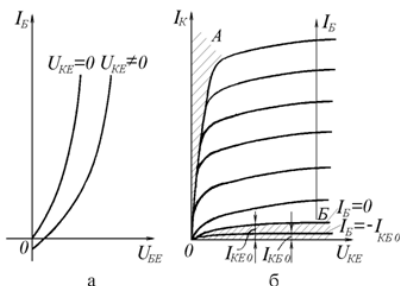 I_Б
U_КЕ=0 U_КЕ≠0
0
U_БЕ
а
I_К
А
I_Б
Б
I_Б=0
I_Б=-I_КБ0
0
I_КЕ0 I_КБ0
U_КЕ
б